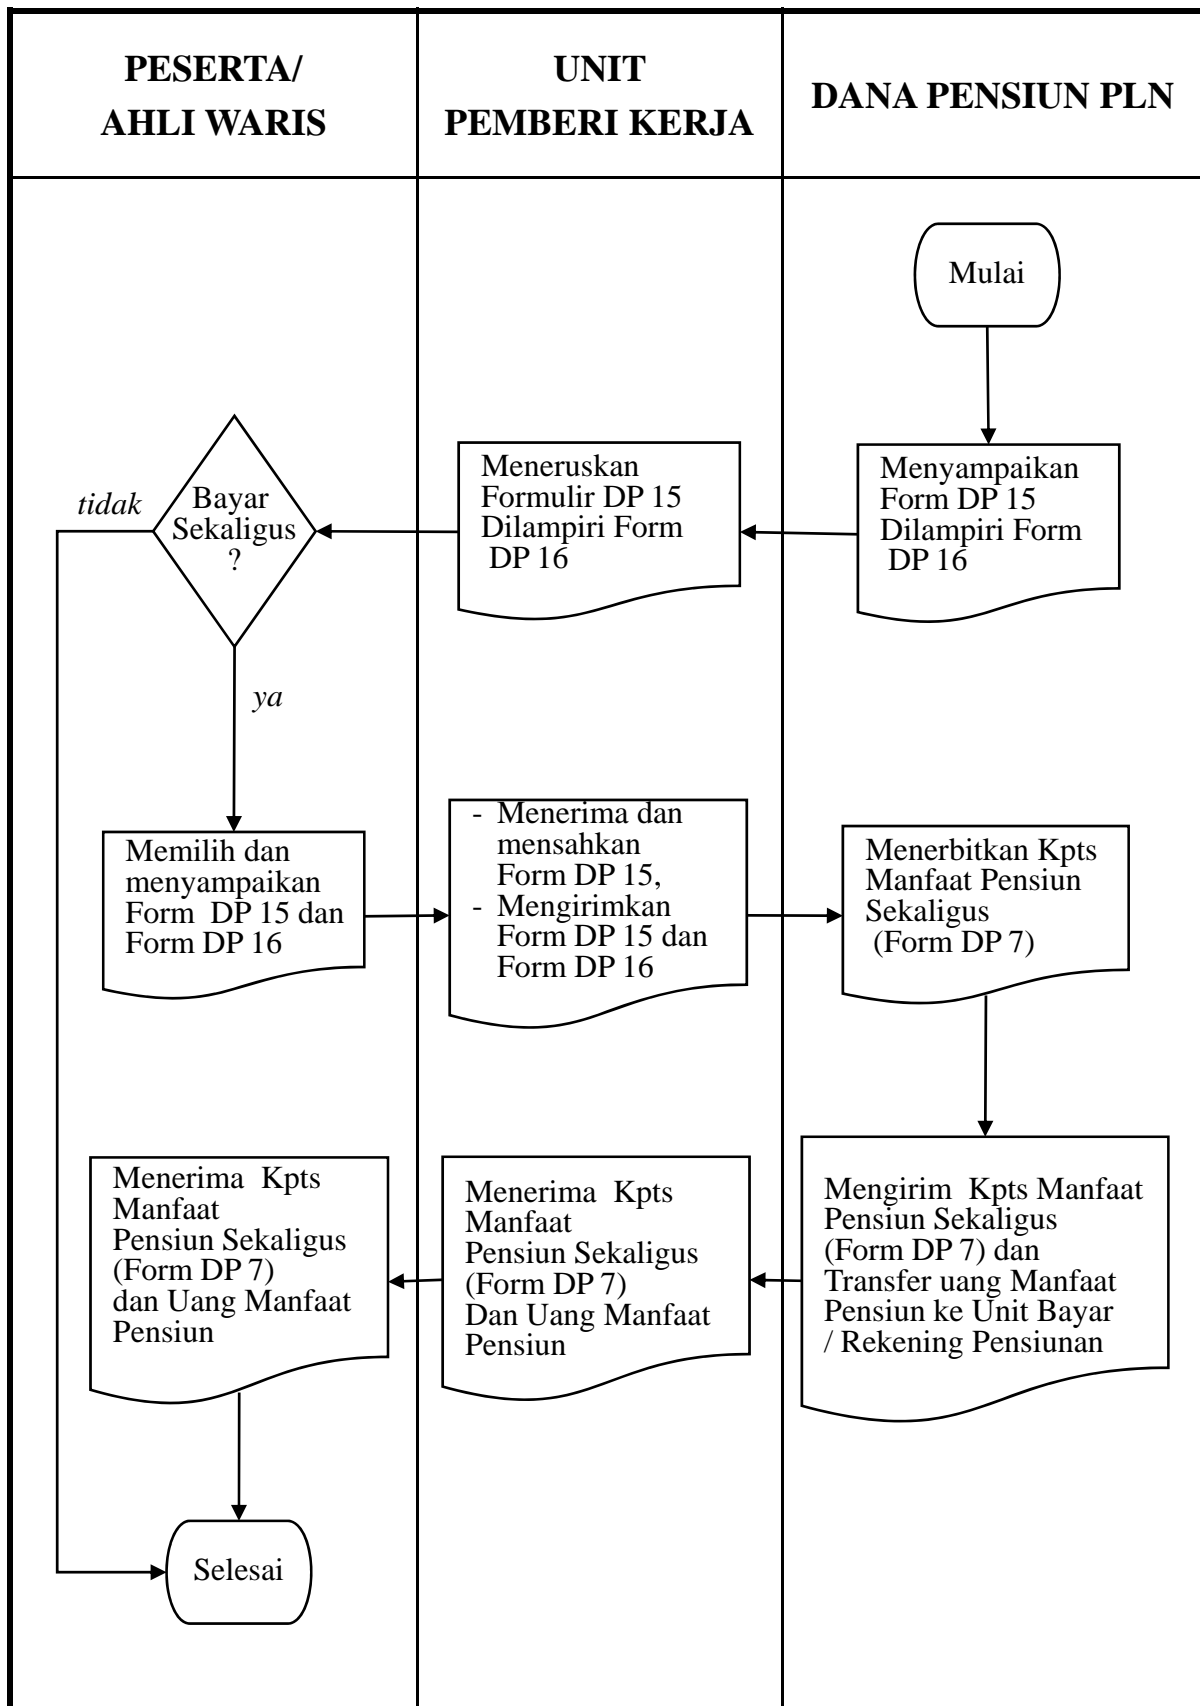 PESERTA/
AHLI WARIS
UNIT
PEMBERI KERJA
DANA PENSIUN PLN
Mulai
Menyampaikan
Form DP 15
Dilampiri Form
DP 16
Meneruskan
Formulir DP 15
Dilampiri Form
DP 16
Bayar
Sekaligus
?
tidak
ya
Memilih dan
menyampaikan
Form DP 15 dan
Form DP 16
- Menerima dan
mensahkan
Form DP 15,
- Mengirimkan
Form DP 15 dan
Form DP 16
Menerbitkan Kpts
Manfaat Pensiun
Sekaligus
(Form DP 7)
Mengirim Kpts Manfaat
Pensiun Sekaligus
(Form DP 7) dan
Transfer uang Manfaat
Pensiun ke Unit Bayar
/ Rekening Pensiunan
Menerima Kpts
Manfaat
Pensiun Sekaligus
(Form DP 7)
Dan Uang Manfaat
Pensiun
Menerima Kpts
Manfaat
Pensiun Sekaligus
(Form DP 7)
dan Uang Manfaat
Pensiun
Selesai